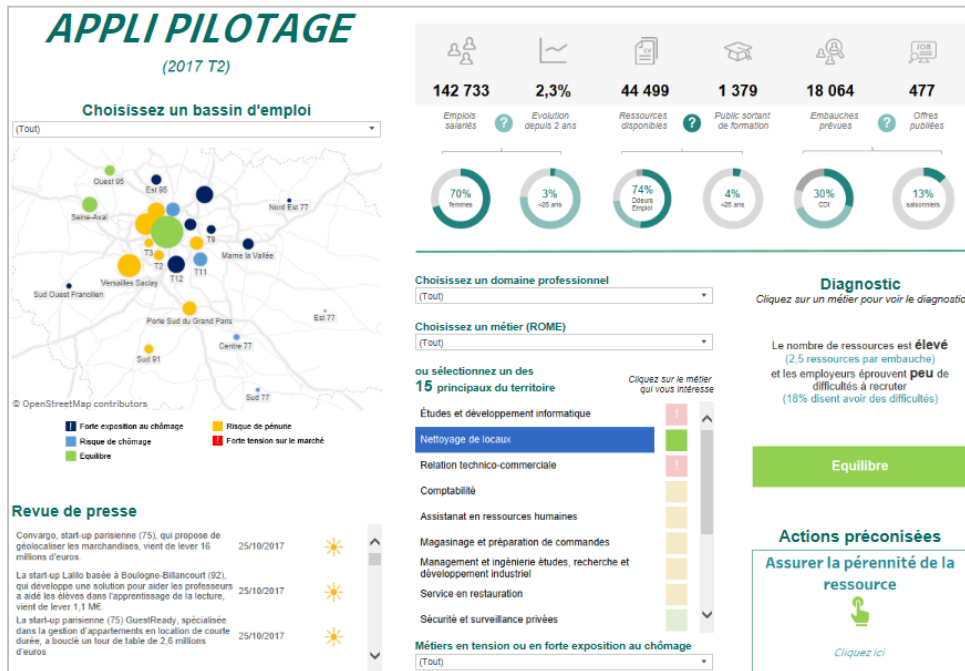 APPLI PILOTAGE
(2017 T2)
Choisissez un bassin d'emploi
(Tout)
Ouest 95
Est 95
Seine-Aval
Nord Est 77
T9
T3
Marne la Vallée
T2
T11
T12
Versailles Saclay
Sud Ouest Francilien
Porte Sud du Grand Paris
Est 77
Centre 77
Sud 91
Sud 77
© OpenStreetMap contributors
! Forte exposition au chômage
Risque de pénurie
Risque de chômage
! Forte tension sur le marché
Equilibre
Revue de presse
Convargo, start-up parisienne (75), qui propose de
géolocaliser les marchandises, vient de lever 16
millions d'euros.
25/10/2017
La start-up Lalilo basée à Boulogne-Billancourt (92),
qui développe une solution pour aider les professeurs
a aidé les élèves dans l'apprentissage de la lecture,
vient de lever 1,1 M€.
25/10/2017
La start-up parisienne (75) GuestReady, spécialisée
dans la gestion d'appartements en location de courte
durée, a bouclé un tour de table de 2,6 millions
d'euros
25/10/2017
CV
JOB
142 733
2,3%
44 499
1 379
18 064
477
Emplois
salariés
?
Evolution
depuis 2 ans
Ressources
disponibles
?
Public sortant
de formation
Embauches
prévues
?
Offres
publiées
70%
femmes
3%
<25 ans
74%
Ddeurs
Emploi
4%
<25 ans
30%
CDI
13%
saisonniers
Choisissez un domaine professionnel
(Tout)
Choisissez un métier (ROME)
(Tout)
ou sélectionnez un des
15 principaux du territoire
Cliquez sur le métier
qui vous intéresse
Études et développement informatique
!
Nettoyage de locaux
Relation technico-commerciale
!
Comptabilité
Assistanat en ressources humaines
Magasinage et préparation de commandes
Management et ingénierie études, recherche et
développement industriel
Service en restauration
Sécurité et surveillance privées
Métiers en tension ou en forte exposition au chômage
(Tout)
Diagnostic
Cliquez sur un métier pour voir le diagnostic
Le nombre de ressources est élevé
(2,5 ressources par embauche)
et les employeurs éprouvent peu de
difficultés à recruter
(18% disent avoir des difficultés)
Equilibre
Actions préconisées
Assurer la pérennité de la
ressource
Cliquez ici